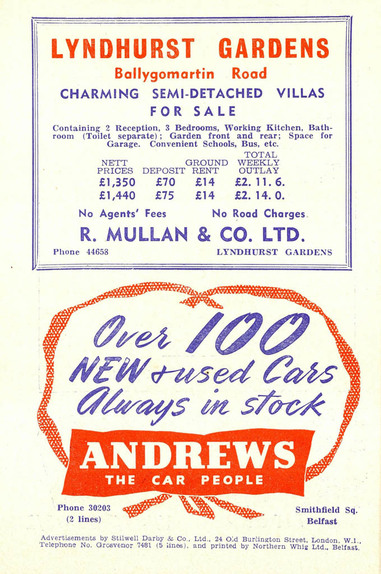 LYNDHURST GARDENS
Ballygomartin Road
CHARMING SEMI-DETACHED VILLAS
FOR SALE
Containing 2 Reception, 3 Bedrooms, Working Kitchen, Bath-
room (Toilet separate); Garden front and rear; Space for
Garage. Convenient Schools, Bus, etc.
NETT PRICES DEPOSIT GROUND RENT TOTAL WEEKLY OUTLAY
£1,350 £70 £14 £2. 11. 6.
£1,440 £75 £14 £2. 14. 0.
No Agents' Fees No Road Charges
R. MULLAN & CO. LTD.
Phone 44658 LYNDHURST GARDENS
Over 100
NEW & used Cars
Always in stock
ANDREWS
THE CAR PEOPLE
Phone 30203 Smithfield Sq.
(2 lines) Belfast
Advertisements by Stilwell Darby & Co., Ltd., 24 Old Burlington Street, London, W.1.,
Telephone No. Grosvenor 7481 (5 lines), and printed by Northern Whig Ltd., Belfast.